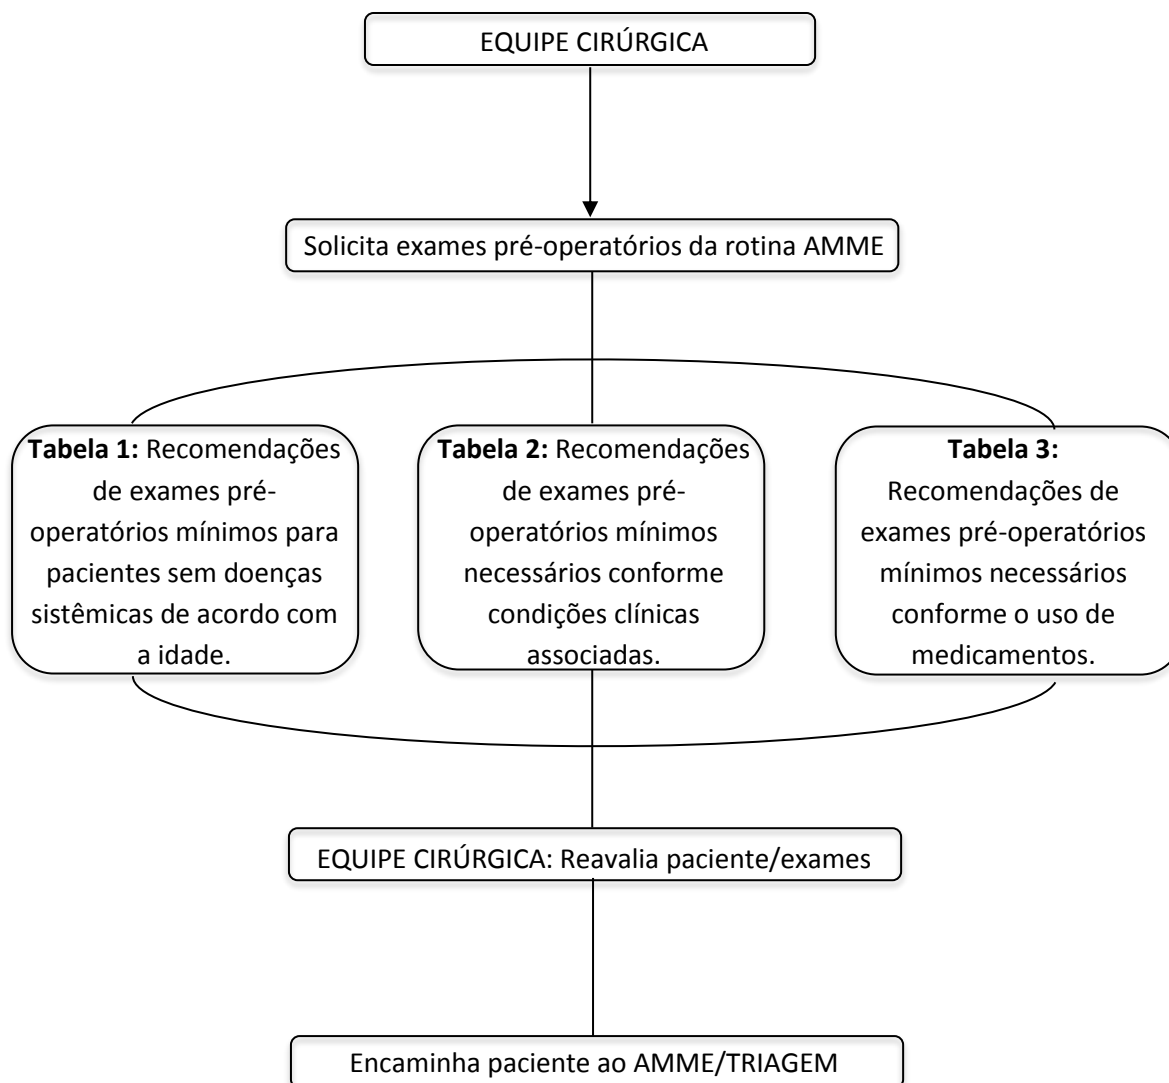 EQUIPE CIRÚRGICA
Solicita exames pré-operatórios da rotina AMME
Tabela 1: Recomendações
de exames pré-
operatórios mínimos para
pacientes sem doenças
sistêmicas de acordo com
a idade.
Tabela 2: Recomendações
de exames pré-
operatórios mínimos
necessários conforme
condições clínicas
associadas.
Tabela 3:
Recomendações de
exames pré-operatórios
mínimos necessários
conforme o uso de
medicamentos.
EQUIPE CIRÚRGICA: Reavalia paciente/exames
Encaminha paciente ao AMME/TRIAGEM